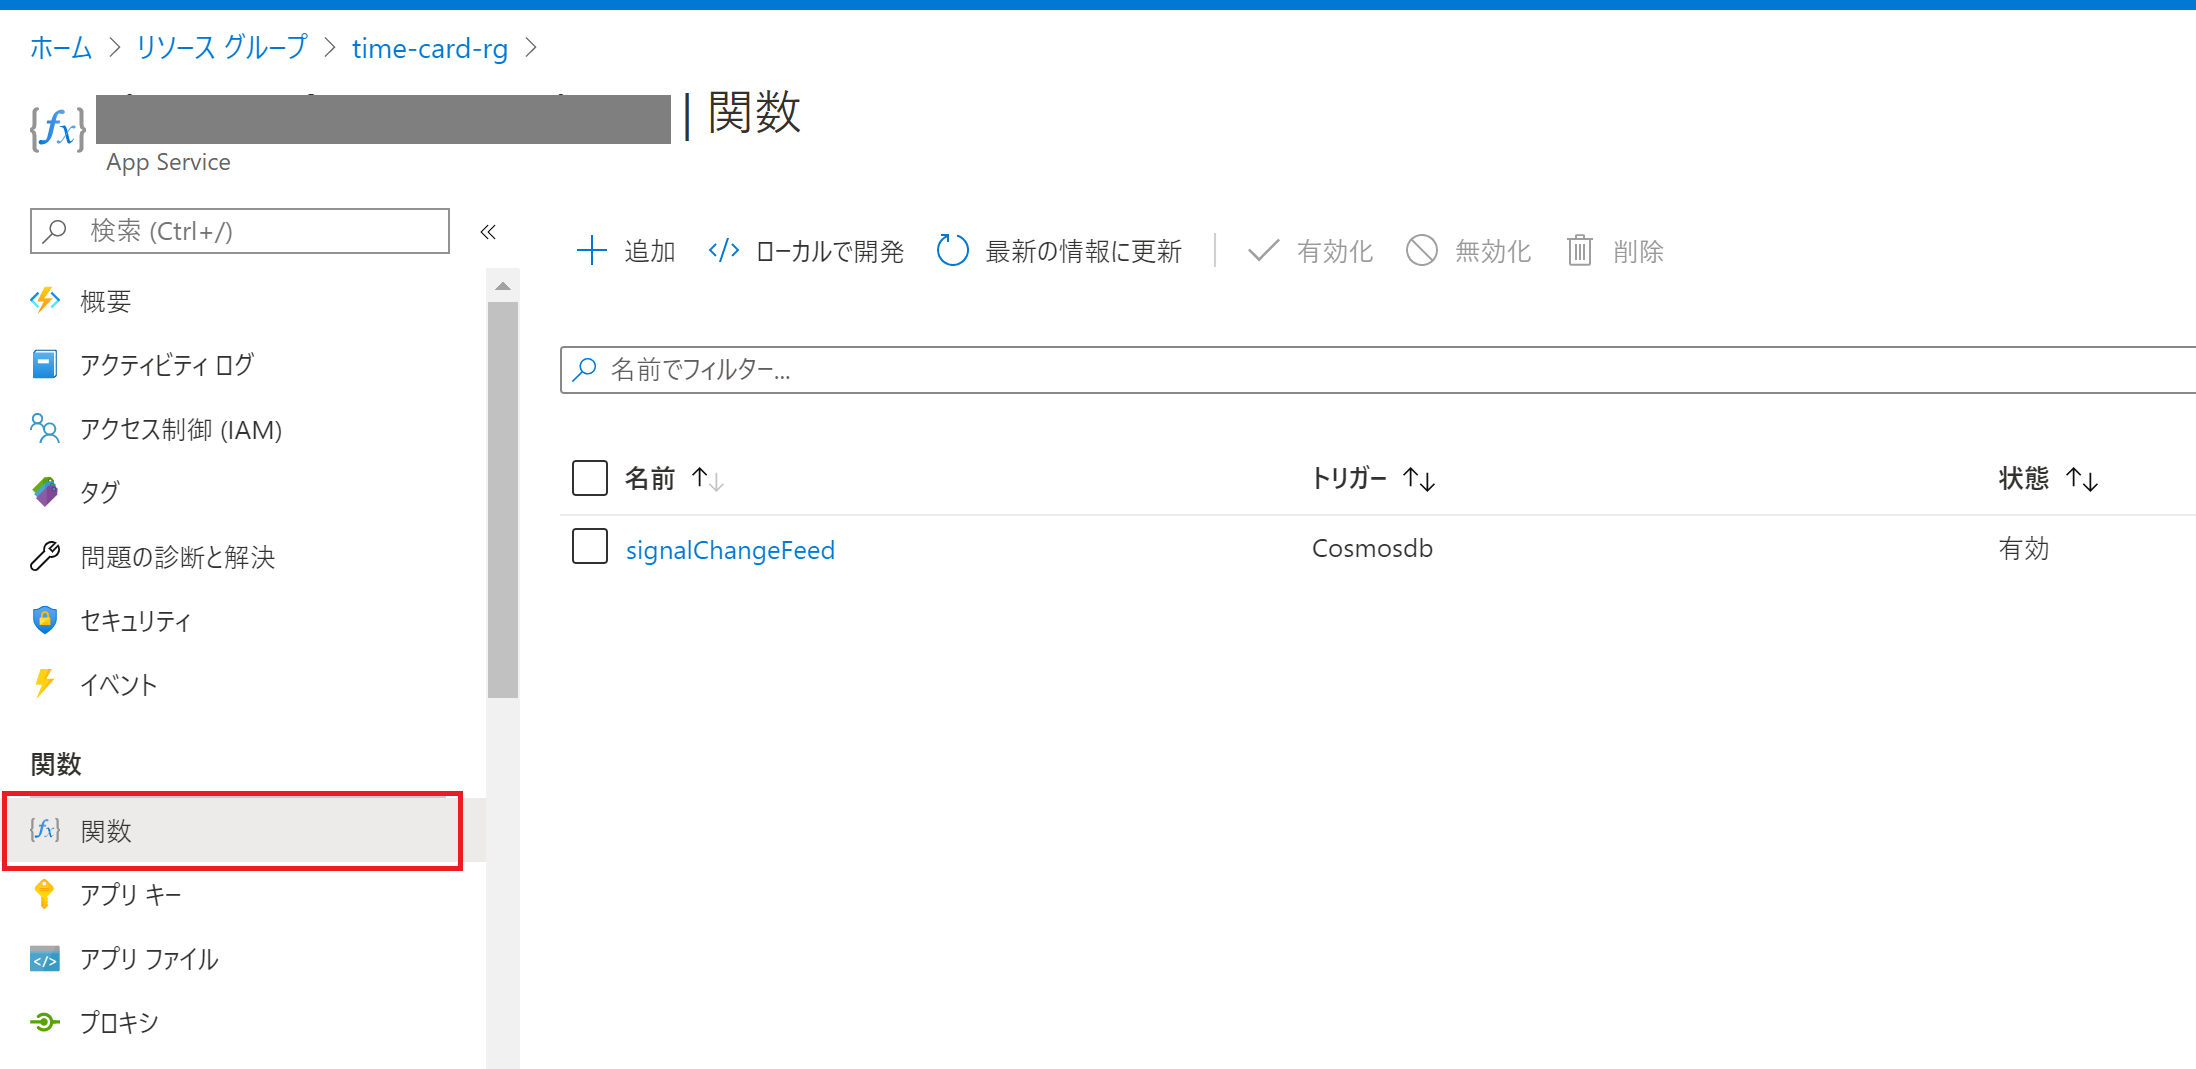 ホーム > リソース グループ > time-card-rg >
| 関数
App Service
検索 (Ctrl+/)
«
概要
アクティビティ ログ
アクセス制御 (IAM)
タグ
問題の診断と解決
セキュリティ
イベント
関数
関数
アプリ キー
アプリ ファイル
プロキシ
追加 ローカルで開発 最新の情報に更新 有効化 無効化 削除
名前でフィルター...
名前 ↑↓ トリガー ↑↓ 状態 ↑↓
signalChangeFeed Cosmosdb 有効